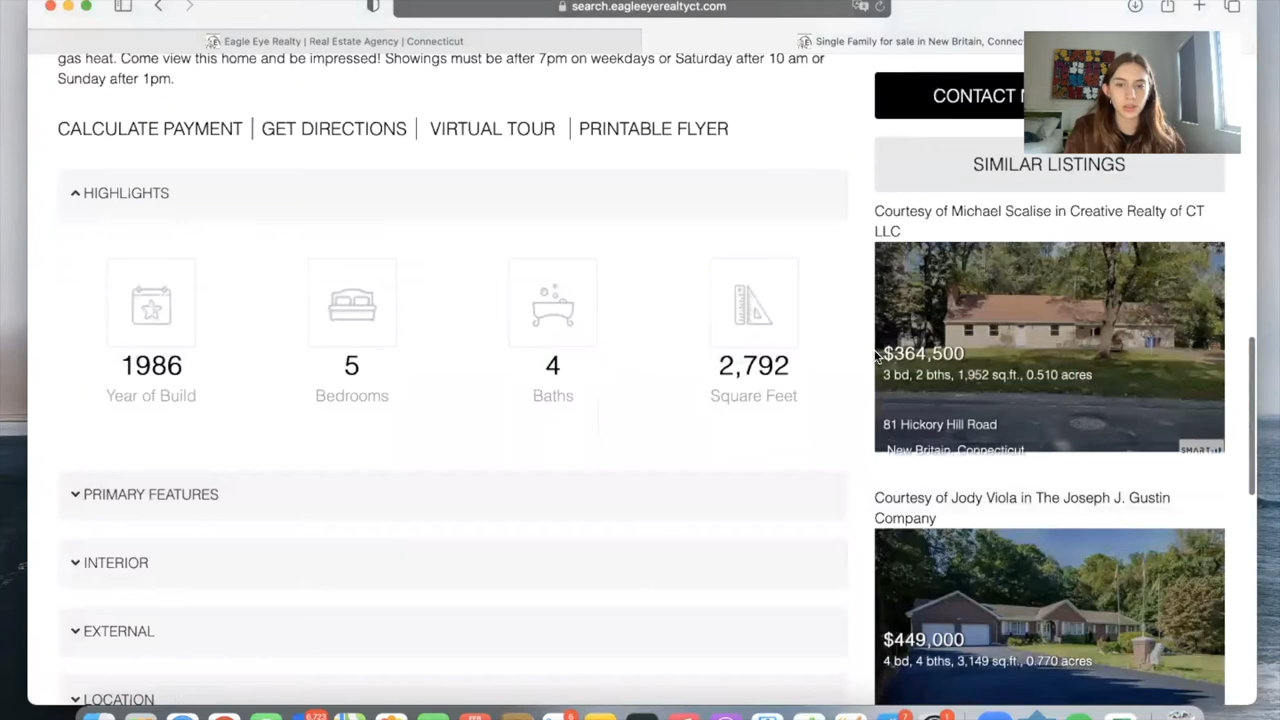 search.eagleeyerealtyct.com
Eagle Eye Realty | Real Estate Agency | Connecticut
Single Family for sale in New Britain, Connec
gas heat. Come view this home and be impressed! Showings must be after 7pm on weekdays or Saturday after 10 am or
Sunday after 1pm.
CALCULATE PAYMENT | GET DIRECTIONS | VIRTUAL TOUR | PRINTABLE FLYER
HIGHLIGHTS
1986
Year of Build
5
Bedrooms
4
Baths
2,792
Square Feet
PRIMARY FEATURES
INTERIOR
EXTERNAL
LOCATION
CONTACT
SIMILAR LISTINGS
Courtesy of Michael Scalise in Creative Realty of CT
LLC
$364,500
3 bd, 2 bths, 1,952 sq.ft., 0.510 acres
81 Hickory Hill Road
New Britain, Connecticut
Courtesy of Jody Viola in The Joseph J. Gustin
Company
$449,000
4 bd, 4 bths, 3,149 sq.ft., 0.770 acres
6,723
FEB